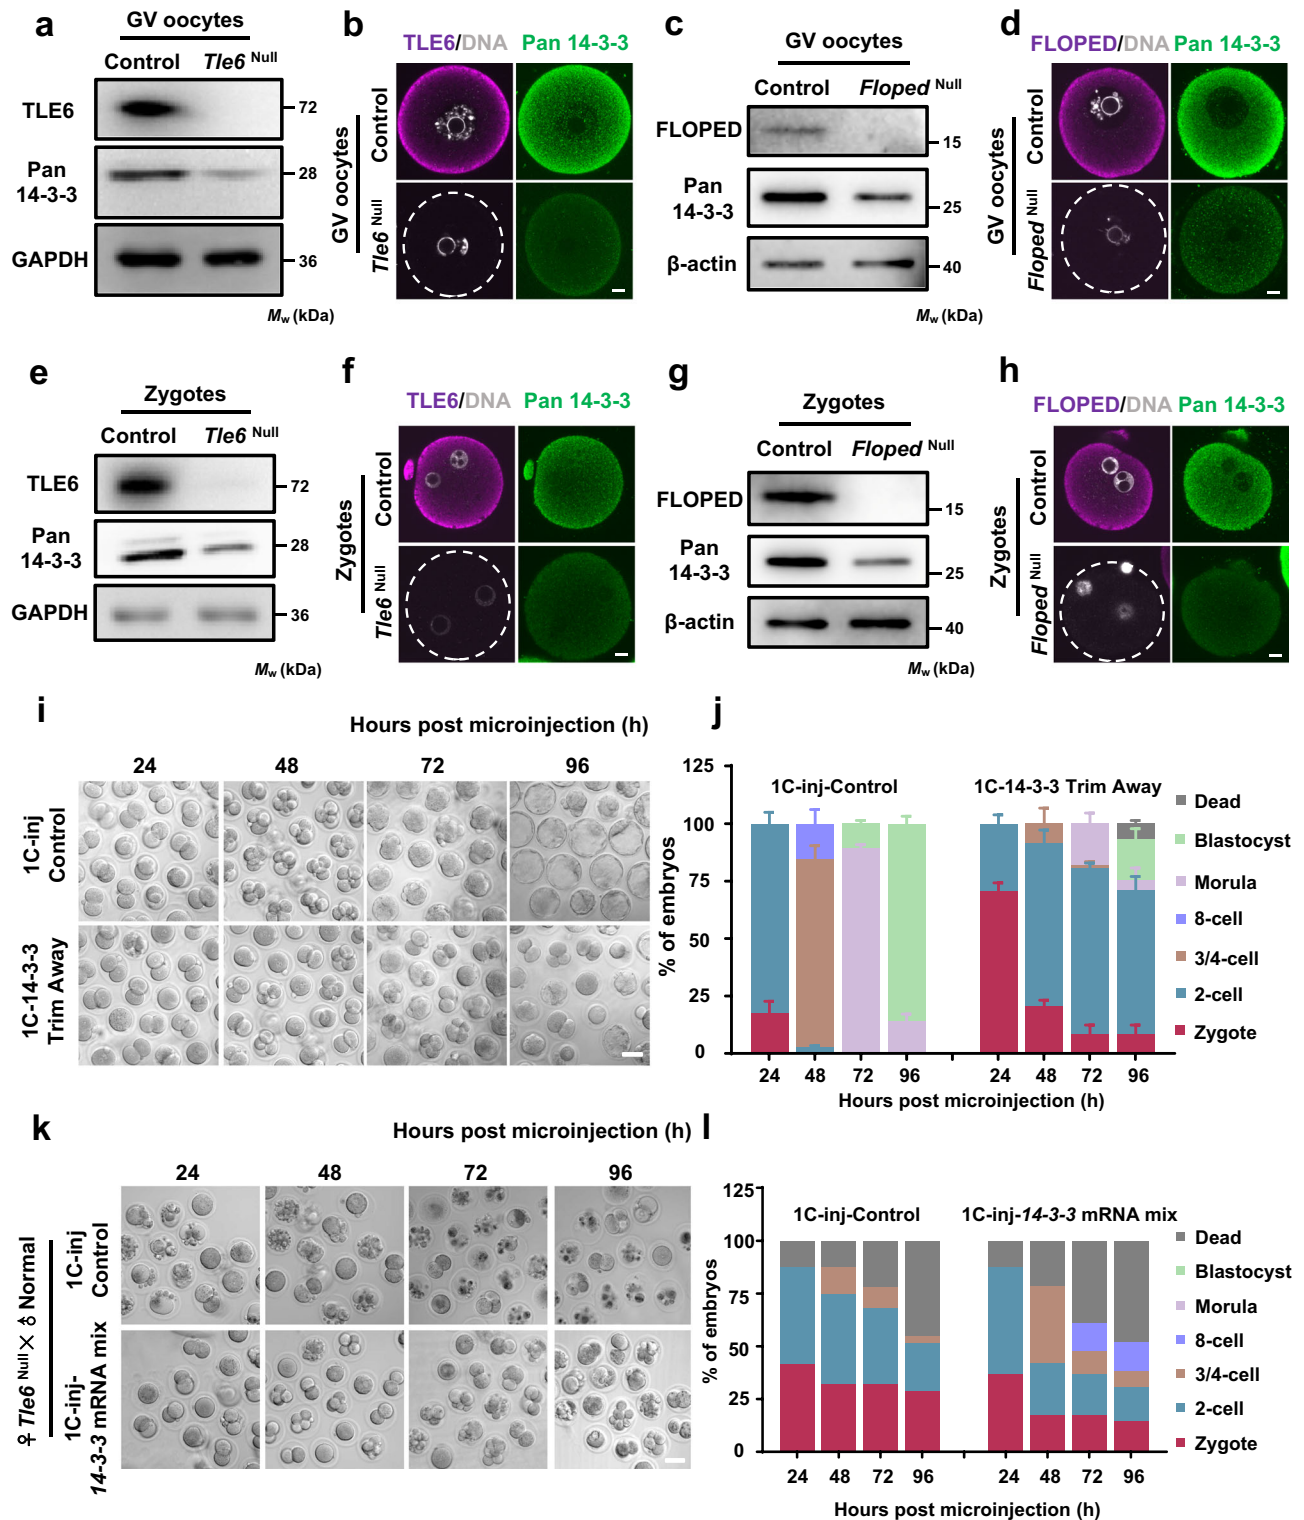 a
GV oocytes
Control Tle6 Null
TLE6
72
Pan
14-3-3
28
GAPDH
36
Mw (kDa)
b
TLE6/DNA Pan 14-3-3
GV oocytes
Control
Tle6 Null
c
GV oocytes
Control Floped Null
FLOPED
15
Pan
14-3-3
25
β-actin
40
Mw (kDa)
d
FLOPED/DNA Pan 14-3-3
GV oocytes
Control
Floped Null
e
Zygotes
Control Tle6 Null
TLE6
72
Pan
14-3-3
28
GAPDH
36
Mw (kDa)
f
TLE6/DNA Pan 14-3-3
Zygotes
Control
Tle6 Null
g
Zygotes
Control Floped Null
FLOPED
15
Pan
14-3-3
25
β-actin
40
Mw (kDa)
h
FLOPED/DNA Pan 14-3-3
Zygotes
Control
Floped Null
i
Hours post microinjection (h)
24 48 72 96
1C-inj
Control
1C-14-3-3
Trim Away
j
125
100
75
50
25
0
% of embryos
1C-inj-Control
1C-14-3-3 Trim Away
24 48 72 96 24 48 72 96
Hours post microinjection (h)
Dead
Blastocyst
Morula
8-cell
3/4-cell
2-cell
Zygote
k
Hours post microinjection (h)
24 48 72 96
♀ Tle6 Null × ♂ Normal
1C-inj
Control
1C-inj-
14-3-3 mRNA mix
l
125
100
75
50
25
0
% of embryos
1C-inj-Control
1C-inj-14-3-3 mRNA mix
24 48 72 96 24 48 72 96
Hours post microinjection (h)
Dead
Blastocyst
Morula
8-cell
3/4-cell
2-cell
Zygote